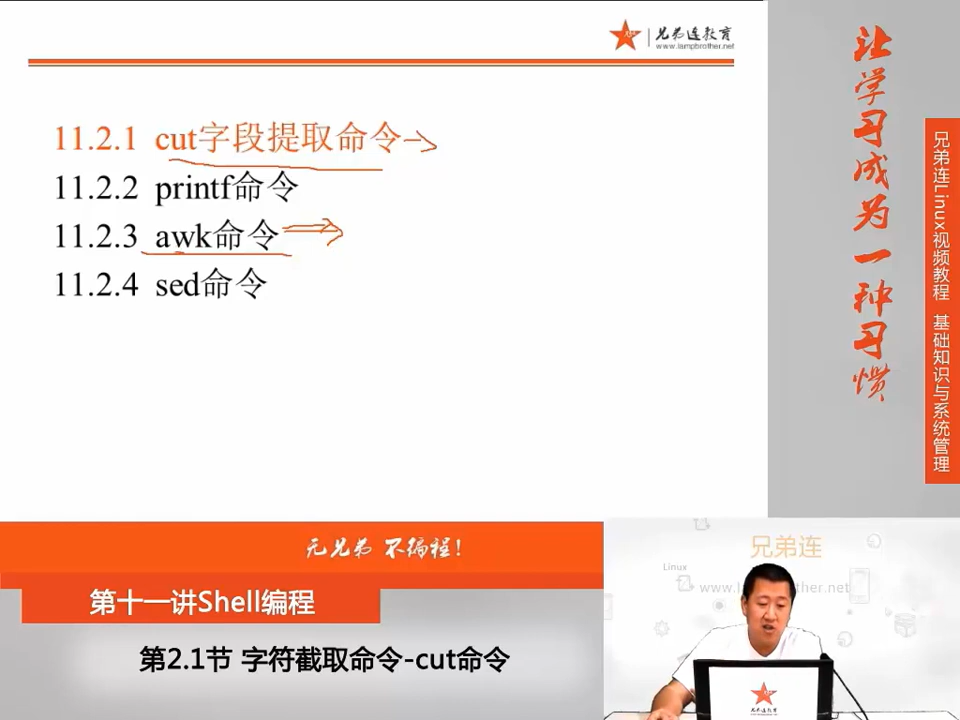 兄弟连教育
www.lampbrother.net
11.2.1 cut字段提取命令
11.2.2 printf命令
11.2.3 awk命令
11.2.4 sed命令
让学习成为一种习惯
兄弟连Linux视频教程 基础知识与系统管理
无兄弟 不编程!
第十一讲Shell编程
第2.1节 字符截取命令-cut命令
兄弟连
Linux
兄弟连教育